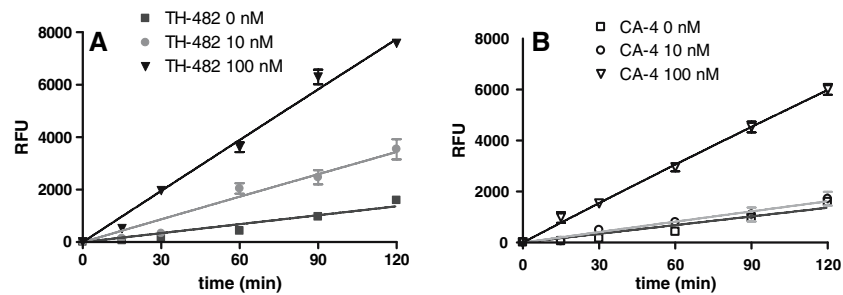 A
TH-482 0 nM
TH-482 10 nM
TH-482 100 nM
8000
6000
4000
2000
0
RFU
0 30 60 90 120
time (min)
B
CA-4 0 nM
CA-4 10 nM
CA-4 100 nM
8000
6000
4000
2000
0
RFU
0 30 60 90 120
time (min)